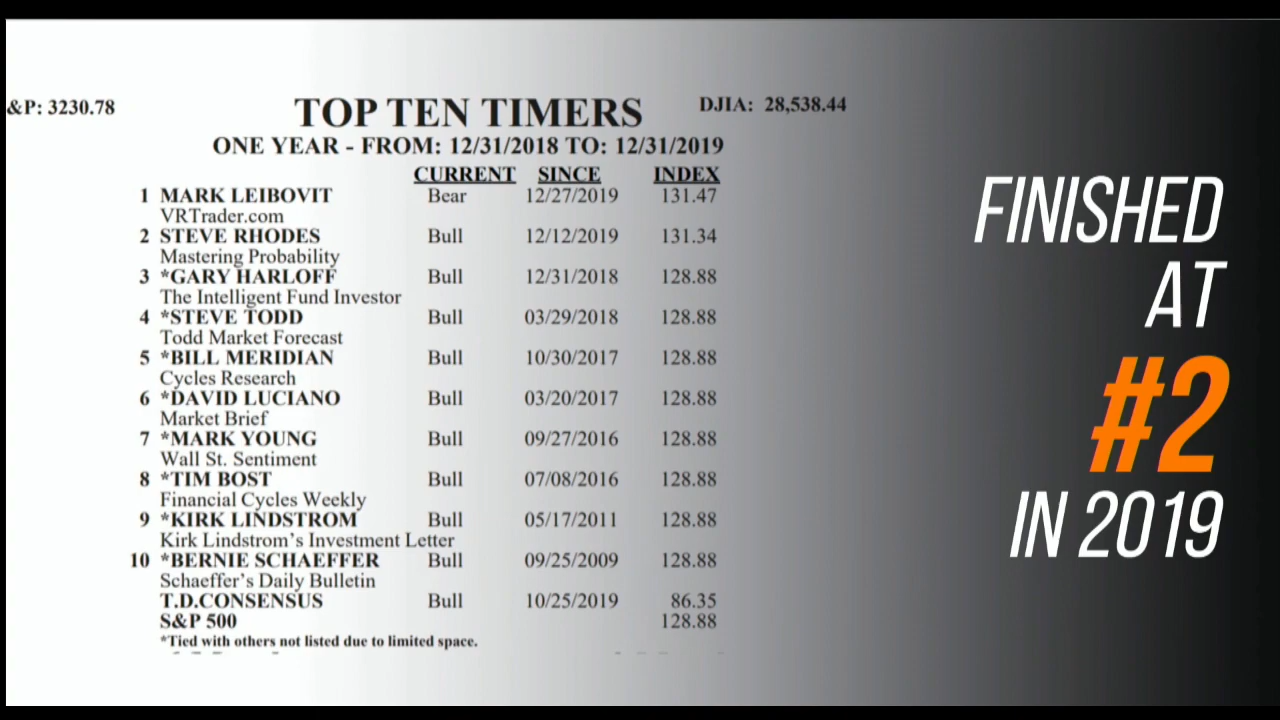 &P: 3230.78
TOP TEN TIMERS
DJIA: 28,538.44
ONE YEAR - FROM: 12/31/2018 TO: 12/31/2019
CURRENT SINCE INDEX
1 MARK LEIBOVIT Bear 12/27/2019 131.47
VRTrader.com
2 STEVE RHODES Bull 12/12/2019 131.34
Mastering Probability
3 *GARY HARLOFF Bull 12/31/2018 128.88
The Intelligent Fund Investor
4 *STEVE TODD Bull 03/29/2018 128.88
Todd Market Forecast
5 *BILL MERIDIAN Bull 10/30/2017 128.88
Cycles Research
6 *DAVID LUCIANO Bull 03/20/2017 128.88
Market Brief
7 *MARK YOUNG Bull 09/27/2016 128.88
Wall St. Sentiment
8 *TIM BOST Bull 07/08/2016 128.88
Financial Cycles Weekly
9 *KIRK LINDSTROM Bull 05/17/2011 128.88
Kirk Lindstrom's Investment Letter
10 *BERNIE SCHAEFFER Bull 09/25/2009 128.88
Schaeffer's Daily Bulletin
T.D.CONSENSUS Bull 10/25/2019 86.35
S&P 500 128.88
*Tied with others not listed due to limited space.
FINISHED
AT
#2
IN 2019